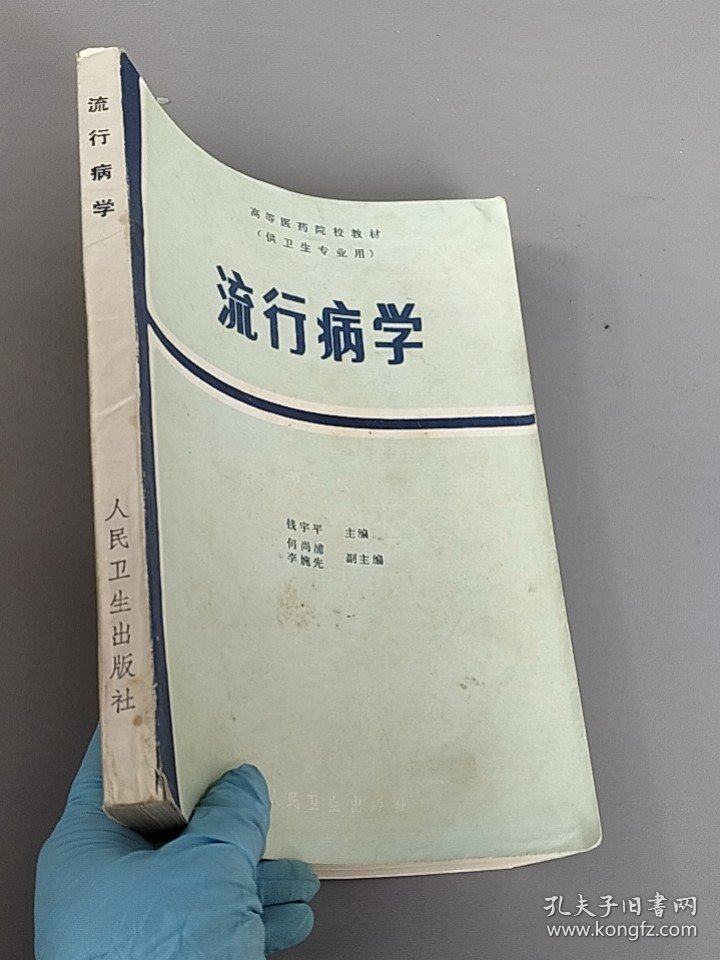 流行病学
人民卫生出版社
高等医药院校教材
（供卫生专业用）
流行病学
钱宇平 主编
何尚浦
李婉先 副主编
人民卫生出版社
孔夫子旧书网
www.kongfz.com